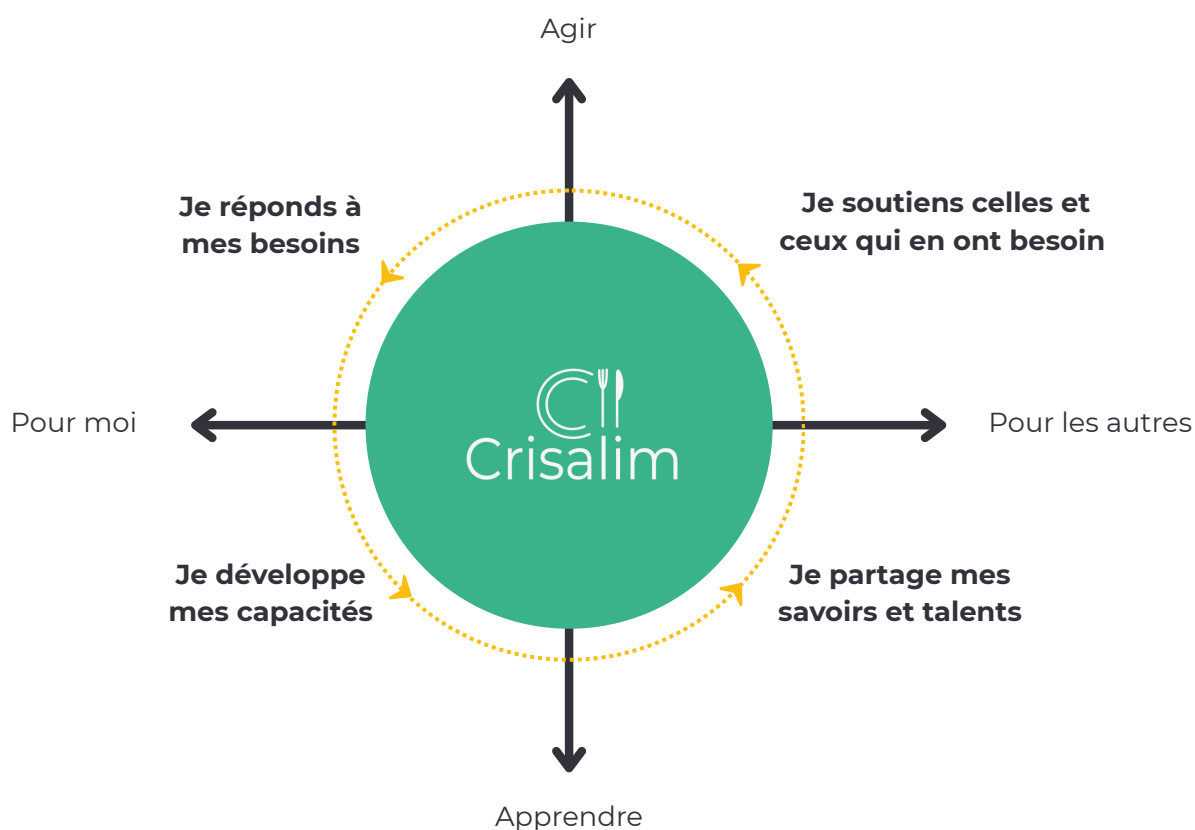 Agir
Je réponds à
mes besoins
Je soutiens celles et
ceux qui en ont besoin
Pour moi
Crisalim
Pour les autres
Je développe
mes capacités
Je partage mes
savoirs et talents
Apprendre